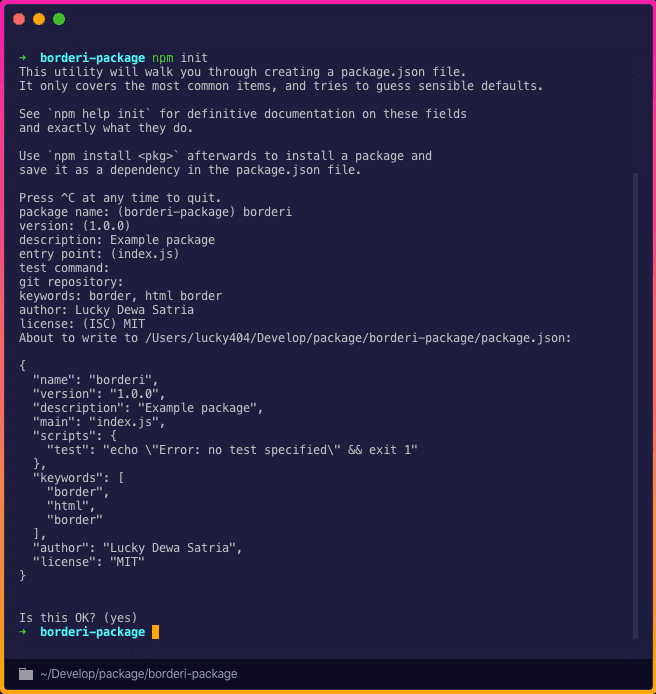 ➜  borderi-package npm init
This utility will walk you through creating a package.json file.
It only covers the most common items, and tries to guess sensible defaults.

See `npm help init` for definitive documentation on these fields
and exactly what they do.

Use `npm install <pkg>` afterwards to install a package and
save it as a dependency in the package.json file.

Press ^C at any time to quit.
package name: (borderi-package) borderi
version: (1.0.0)
description: Example package
entry point: (index.js)
test command:
git repository:
keywords: border, html border
author: Lucky Dewa Satria
license: (ISC) MIT
About to write to /Users/lucky404/Develop/package/borderi-package/package.json:

{
  "name": "borderi",
  "version": "1.0.0",
  "description": "Example package",
  "main": "index.js",
  "scripts": {
    "test": "echo \"Error: no test specified\" && exit 1"
  },
  "keywords": [
    "border",
    "html",
    "border"
  ],
  "author": "Lucky Dewa Satria",
  "license": "MIT"
}

Is this OK? (yes)
➜  borderi-package
~/Develop/package/borderi-package